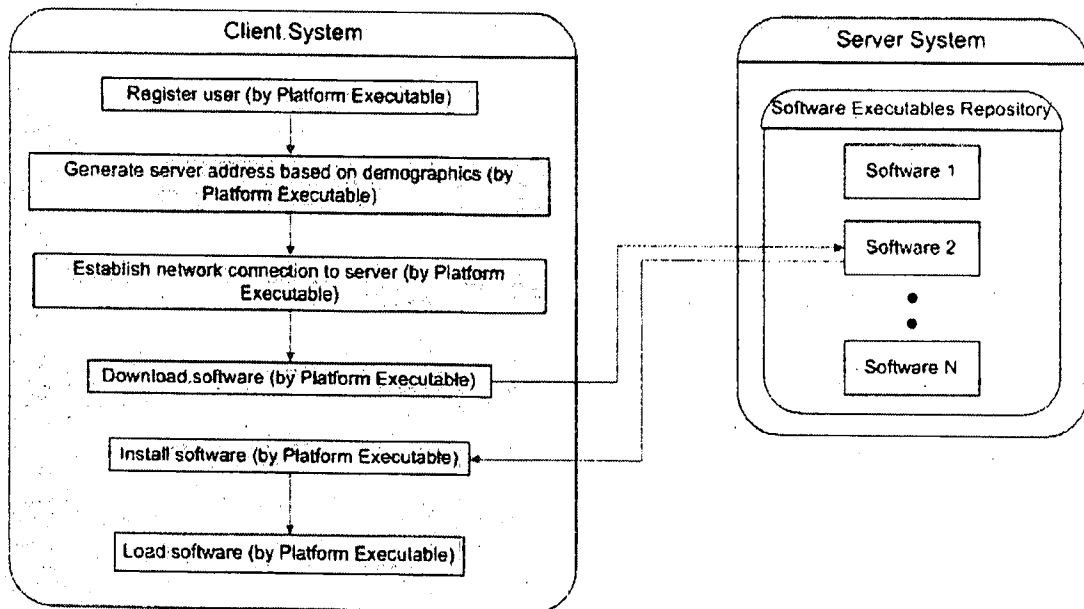 Client System
Register user (by Platform Executable)
Generate server address based on demographics (by
Platform Executable)
Establish network connection to server (by Platform
Executable)
Download software (by Platform Executable)
Install software (by Platform Executable)
Load software (by Platform Executable)
Server System
Software Executables Repository
Software 1
Software 2
Software N